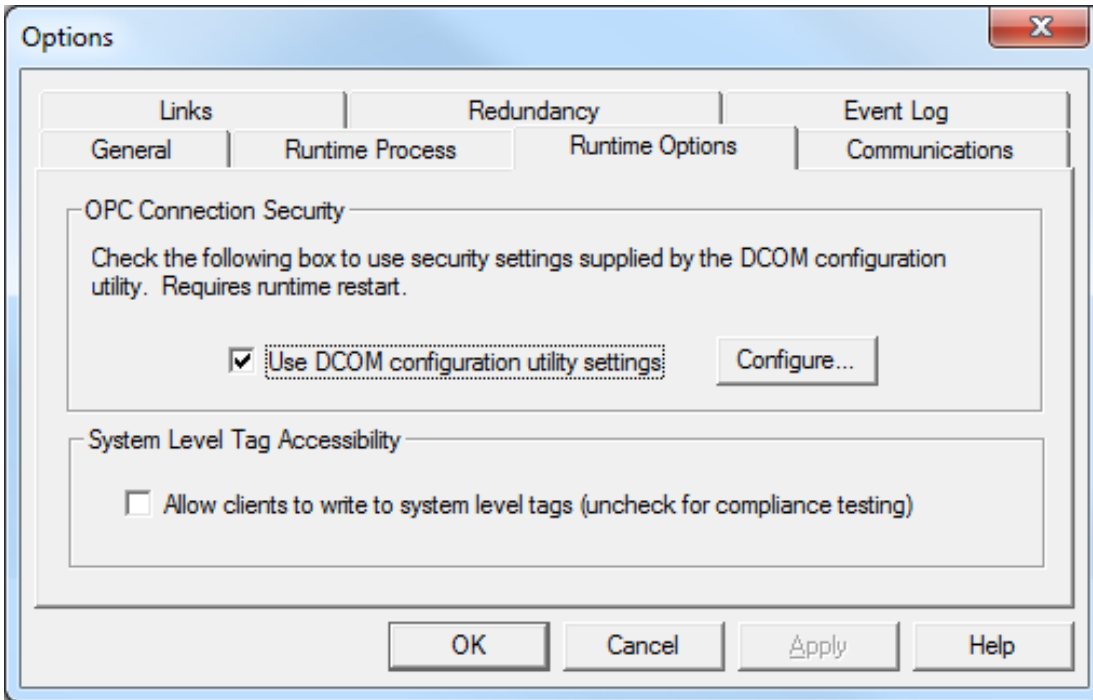 Options
Links
Redundancy
Event Log
General
Runtime Process
Runtime Options
Communications
OPC Connection Security
Check the following box to use security settings supplied by the DCOM configuration
utility.  Requires runtime restart.
Use DCOM configuration utility settings
Configure...
System Level Tag Accessibility
Allow clients to write to system level tags (uncheck for compliance testing)
OK
Cancel
Apply
Help